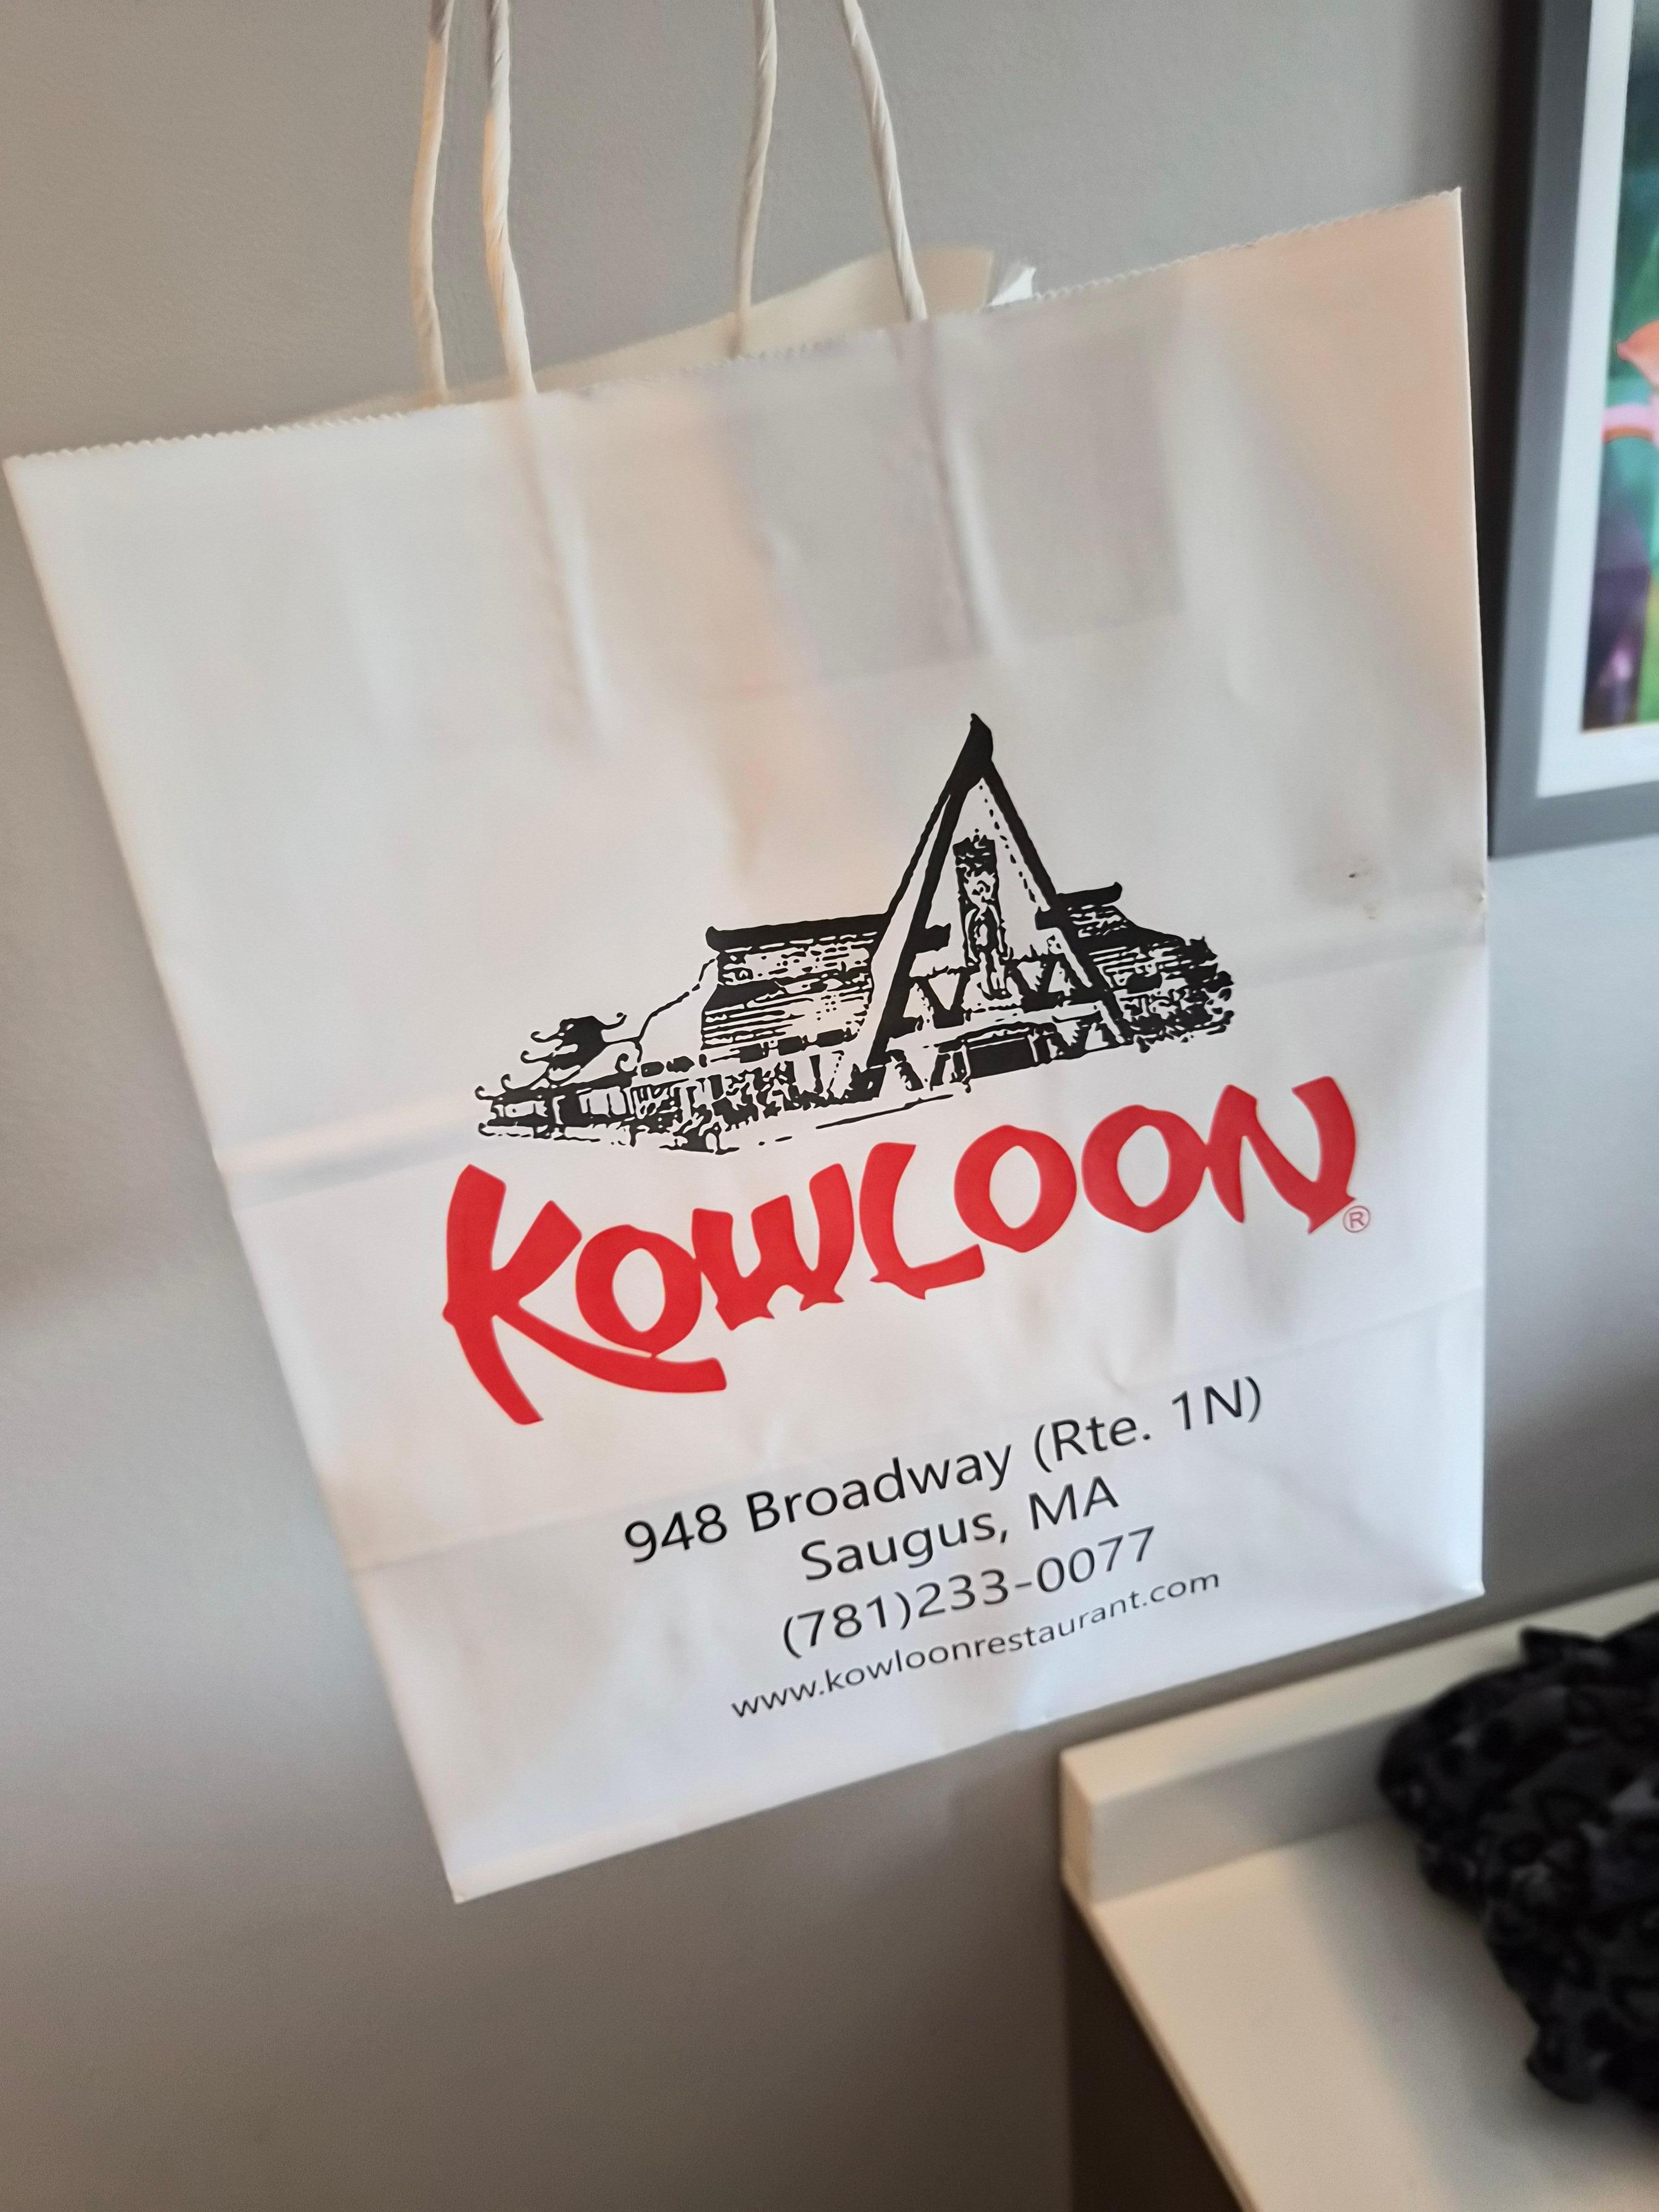 KOWLOON®
948 Broadway (Rte. 1N)
Saugus, MA
(781)233-0077
www.kowloonrestaurant.com